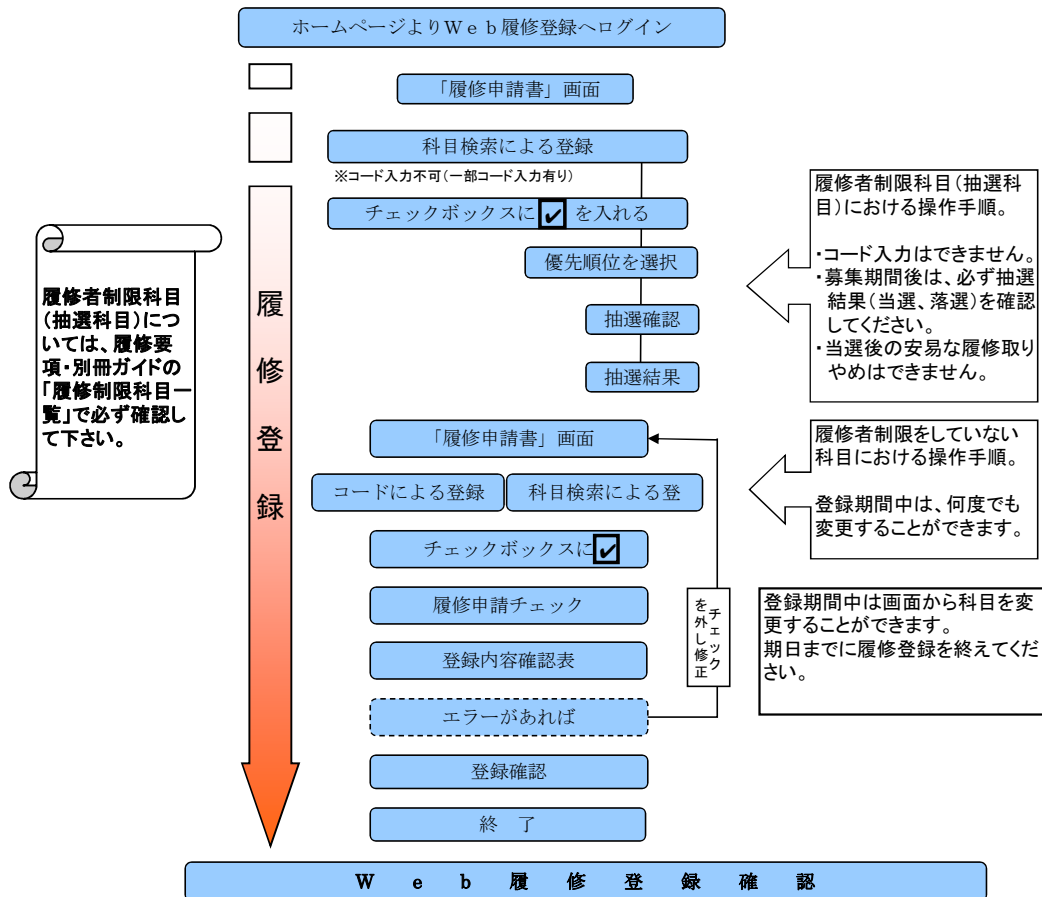 ホームページよりWeb履修登録へログイン
「履修申請書」画面
科目検索による登録
※コード入力不可(一部コード入力有り)
チェックボックスに✔を入れる
優先順位を選択
抽選確認
抽選結果
履修者制限科目(抽選科
目)における操作手順。
・コード入力はできません。
・募集期間後は、必ず抽選
結果(当選、落選)を確認
してください。
・当選後の安易な履修取り
やめはできません。
履修者制限科目
(抽選科目)につ
いては、履修要
項・別冊ガイドの
「履修制限科目一
覧」で必ず確認し
て下さい。
履修登録
「履修申請書」画面
コードによる登録
科目検索による登
チェックボックスに✔
履修申請チェック
登録内容確認表
エラーがあれば
登録確認
終 了
チェック
を外し修正
履修者制限をしていない
科目における操作手順。
登録期間中は、何度でも
変更することができます。
登録期間中は画面から科目を変
更することができます。
期日までに履修登録を終えてくだ
さい。
Web履修登録確認